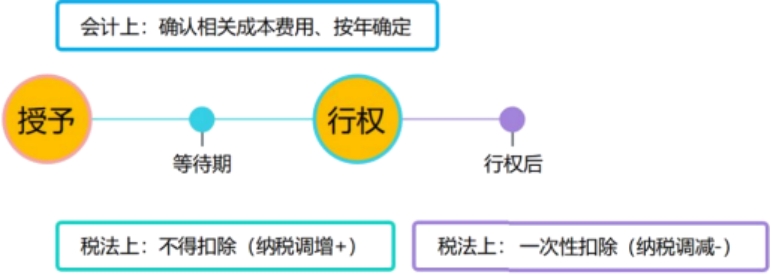 会计上：确认相关成本费用、按年确定
授予
行权
等待期
行权后
税法上：不得扣除（纳税调增+）
税法上：一次性扣除（纳税调减-）